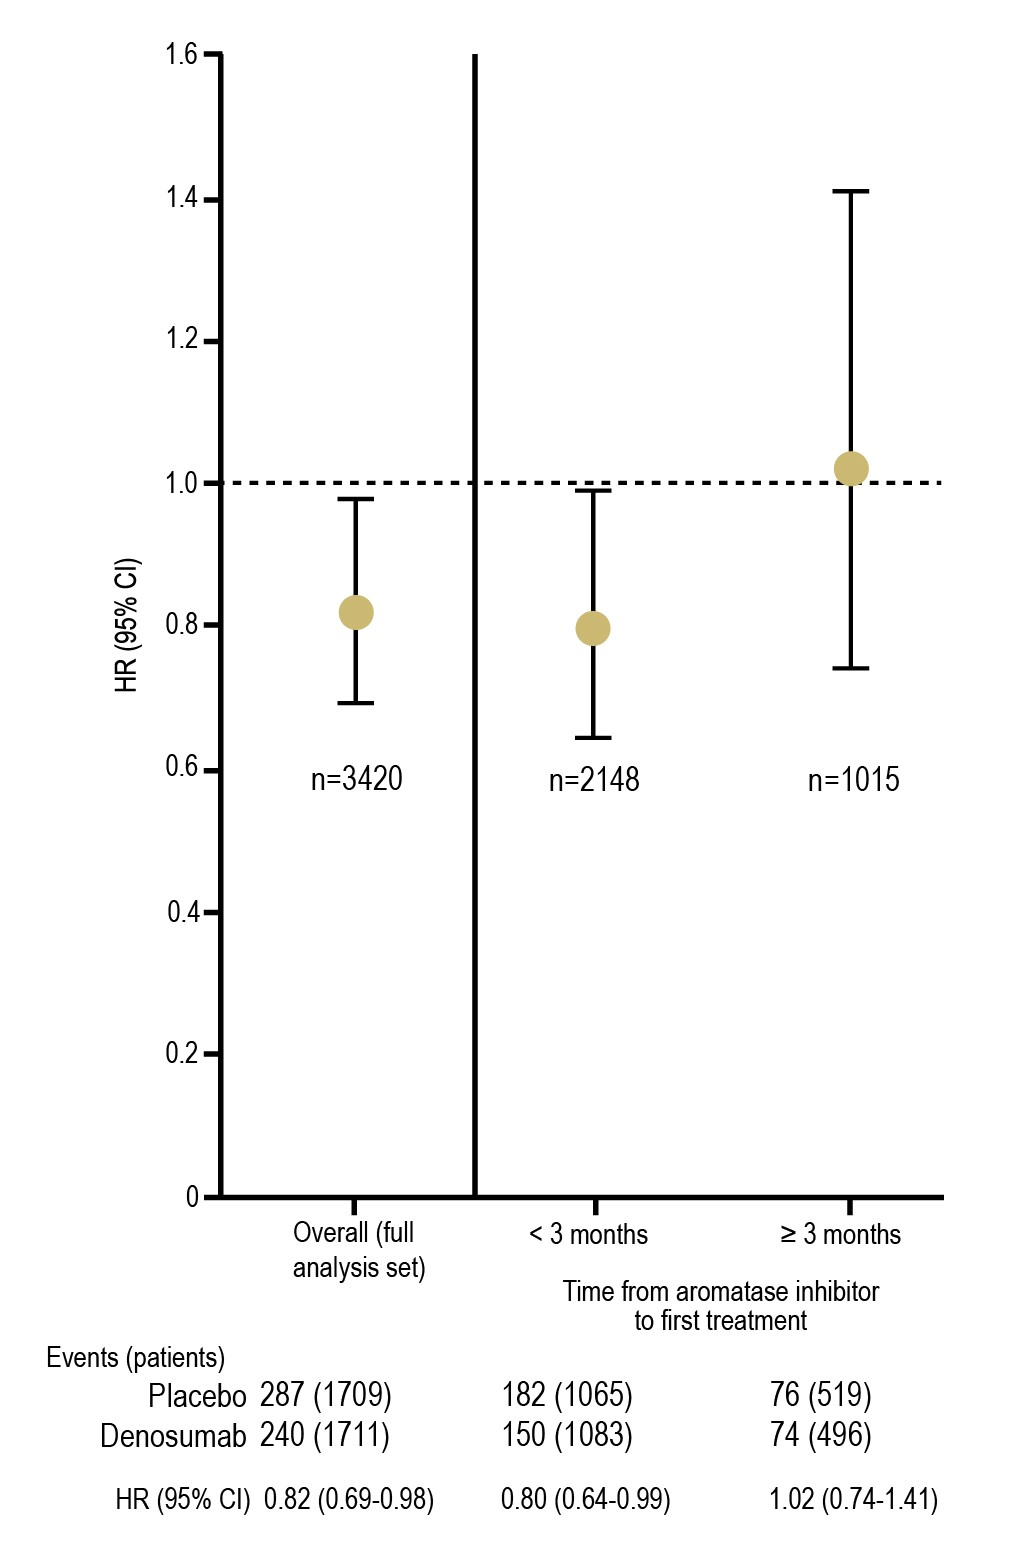 1.6
1.4
1.2
1.0
0.8
0.6
0.4
0.2
0
HR (95% CI)
n=3420
n=2148
n=1015
Overall (full
analysis set)
< 3 months
≥ 3 months
Time from aromatase inhibitor
to first treatment
Events (patients)
Placebo 287 (1709) 182 (1065) 76 (519)
Denosumab 240 (1711) 150 (1083) 74 (496)
HR (95% CI) 0.82 (0.69-0.98) 0.80 (0.64-0.99) 1.02 (0.74-1.41)